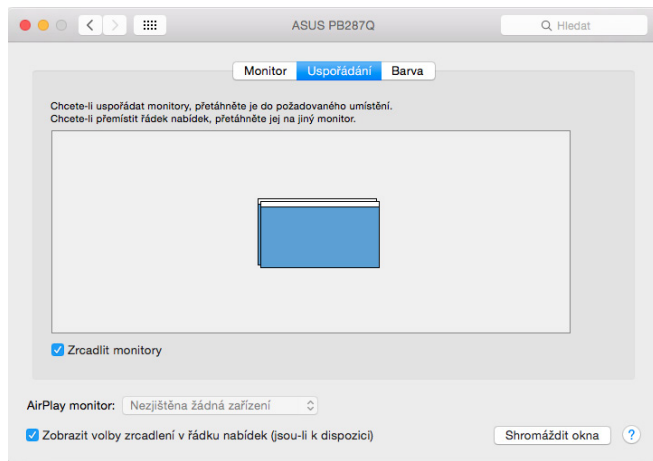 ASUS PB287Q
Hledat
Monitor Uspořádání Barva
Chcete-li uspořádat monitory, přetáhněte je do požadovaného umístění.
Chcete-li přemístit řádek nabídek, přetáhněte jej na jiný monitor.
Zrcadlit monitory
AirPlay monitor: Nezjištěna žádná zařízení
Zobrazit volby zrcadlení v řádku nabídek (jsou-li k dispozici)
Shromáždit okna ?